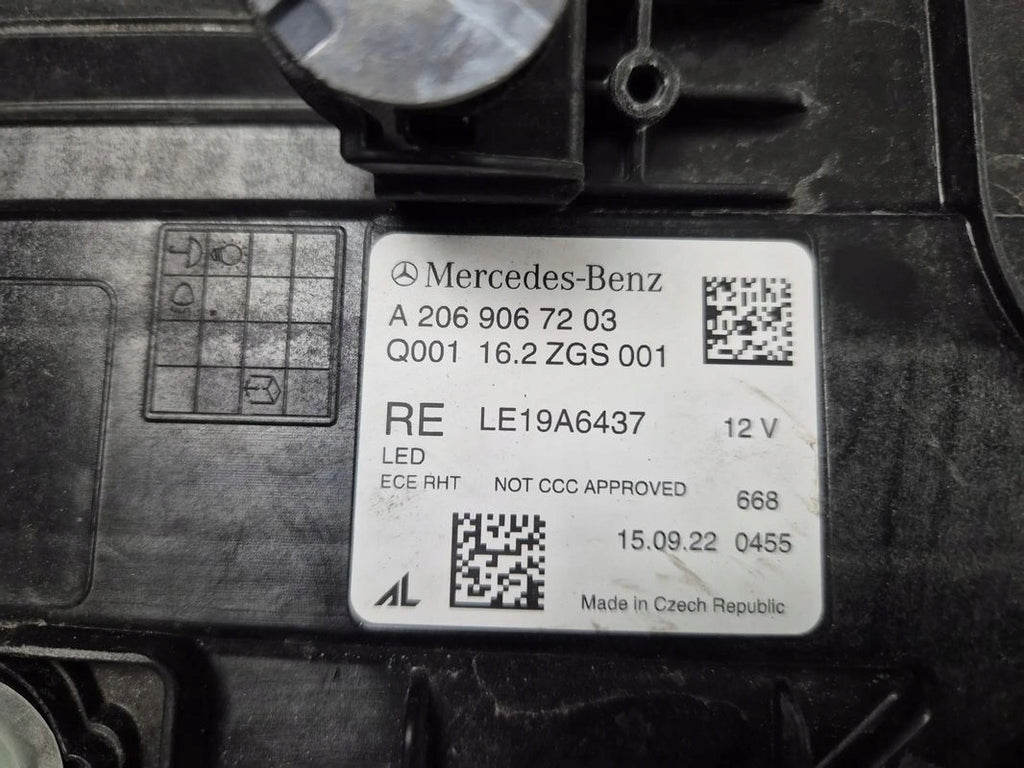 Mercedes-Benz
A 206 906 72 03
Q001 16.2 ZGS 001
RE LE19A6437 12 V
LED
ECE RHT NOT CCC APPROVED
668
15.09.22 0455
AL
Made in Czech Republic